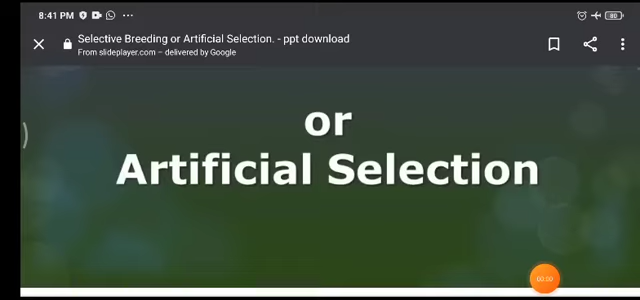 8:41 PM
80
Selective Breeding or Artificial Selection. - ppt download
From slideplayer.com – delivered by Google
or
Artificial Selection
00:00